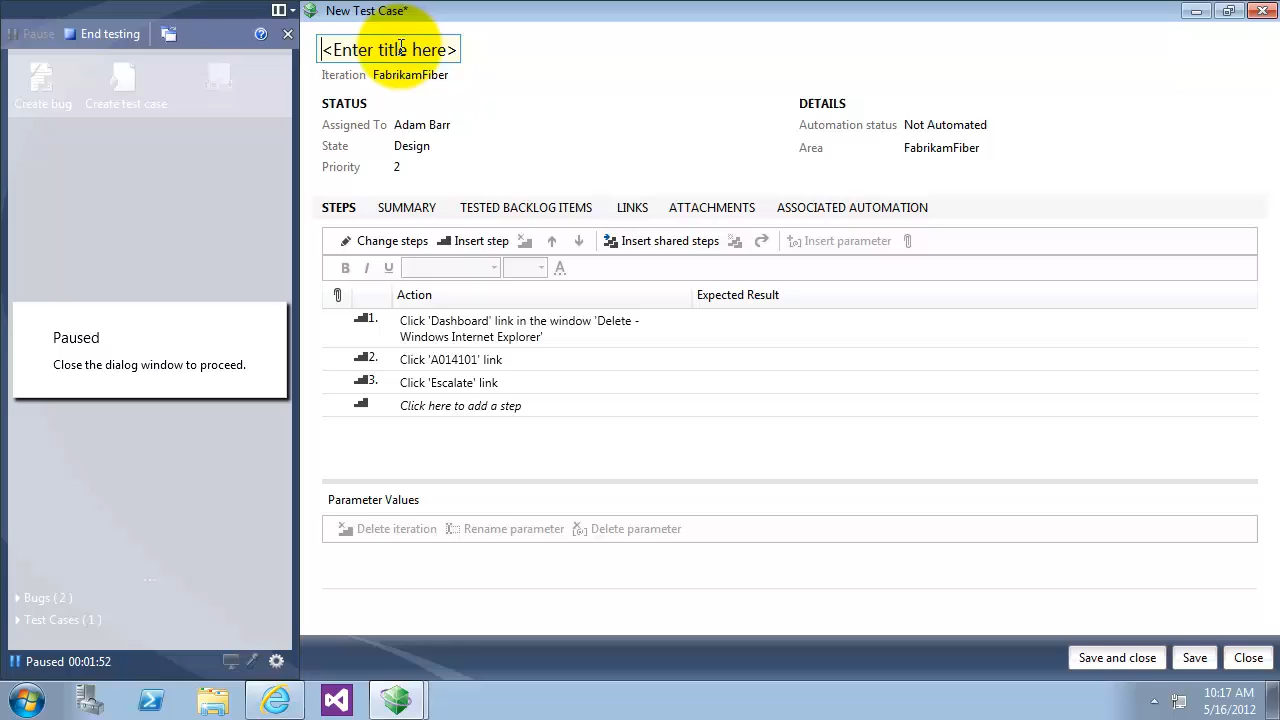 New Test Case*
Pause
End testing
Create bug
Create test case
Paused
Close the dialog window to proceed.
Bugs ( 2 )
Test Cases ( 1 )
Paused 00:01:52
<Enter title here>
Iteration FabrikamFiber
STATUS
Assigned To Adam Barr
State Design
Priority 2
DETAILS
Automation status Not Automated
Area FabrikamFiber
STEPS SUMMARY TESTED BACKLOG ITEMS LINKS ATTACHMENTS ASSOCIATED AUTOMATION
Change steps Insert step Insert shared steps Insert parameter
B I U A
Action Expected Result
1. Click 'Dashboard' link in the window 'Delete -
Windows Internet Explorer'
2. Click 'A014101' link
3. Click 'Escalate' link
Click here to add a step
Parameter Values
Delete iteration Rename parameter Delete parameter
Save and close Save Close
10:17 AM
5/16/2012